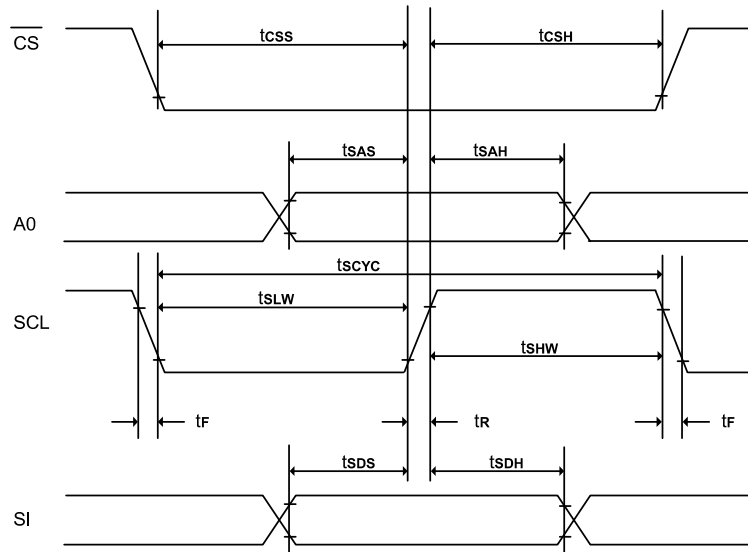 CS tCSS tCSH
tSAS tSAH
A0
tSCYC
tSLW
SCL
tSHW
tF tR tF
tSDS tSDH
SI